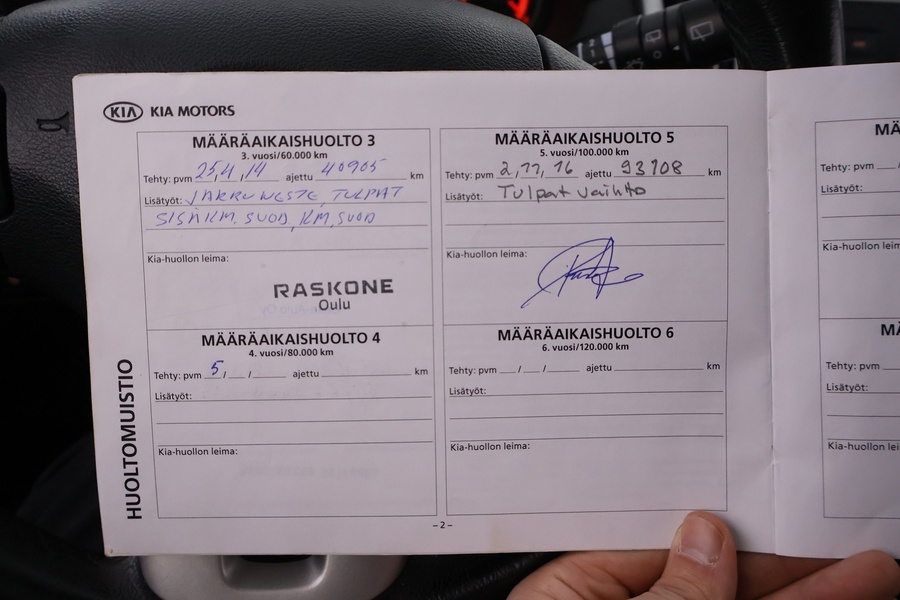 KIA KIA MOTORS
HUOLTOMUISTIO
MÄÄRÄAIKAISHUOLTO 3
3. vuosi/60.000 km
Tehty: pvm 25,4,14 ajettu 40905 km
Lisätyöt: JARRUNESTE, TULPAT
SISÄILM. SUOD, ILM, SUOD
Kia-huollon leima:
RASKONE
Oulu
MÄÄRÄAIKAISHUOLTO 4
4. vuosi/80.000 km
Tehty: pvm 5, / / ajettu km
Lisätyöt:
Kia-huollon leima:
MÄÄRÄAIKAISHUOLTO 5
5. vuosi/100.000 km
Tehty: pvm 2,11,16 ajettu 93108 km
Lisätyöt: Tulpat vaihto
Kia-huollon leima:
MÄÄRÄAIKAISHUOLTO 6
6. vuosi/120.000 km
Tehty: pvm / / ajettu km
Lisätyöt:
Kia-huollon leima:
- 2 -
MÄ
Tehty: pvm /
Lisätyöt:
Kia-huollon
MÄ
Tehty: pvm
Lisätyöt:
Kia-huollon lei